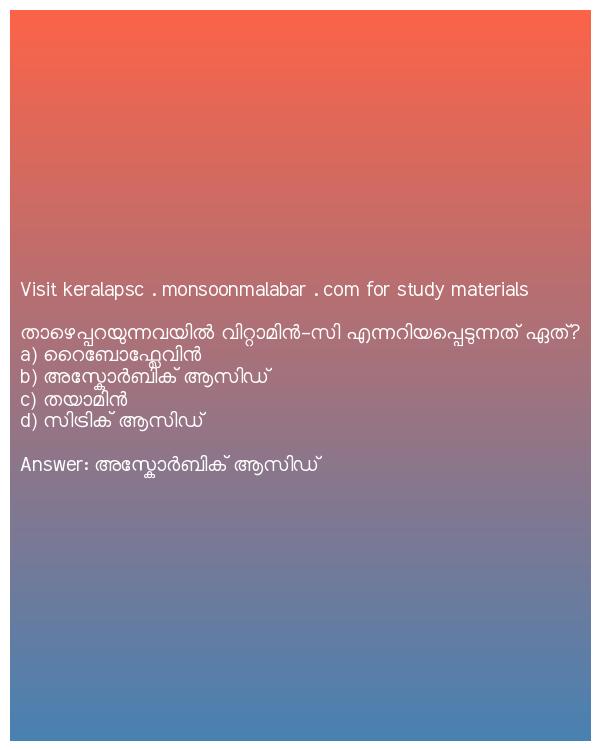 Visit keralapsc . monsoonmalabar . com for study materials
താഴെപ്പറയുന്നവയിൽ വിറ്റാമിൻ-സി എന്നറിയപ്പെടുന്നത് ഏത്?
a) റൈബോഫ്ലേവിൻ
b) അസ്കോർബിക് ആസിഡ്
c) തയാമിൻ
d) സിട്രിക് ആസിഡ്
Answer: അസ്കോർബിക് ആസിഡ്